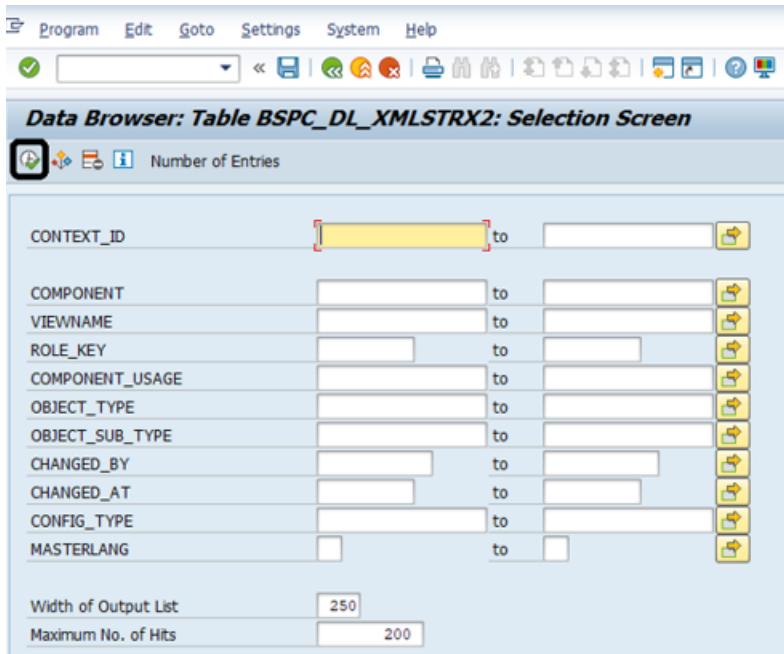 Program Edit Goto Settings System Help
Data Browser: Table BSPC_DL_XMLSTRX2: Selection Screen
Number of Entries
CONTEXT_ID to
COMPONENT to
VIEWNAME to
ROLE_KEY to
COMPONENT_USAGE to
OBJECT_TYPE to
OBJECT_SUB_TYPE to
CHANGED_BY to
CHANGED_AT to
CONFIG_TYPE to
MASTERLANG to
Width of Output List 250
Maximum No. of Hits 200